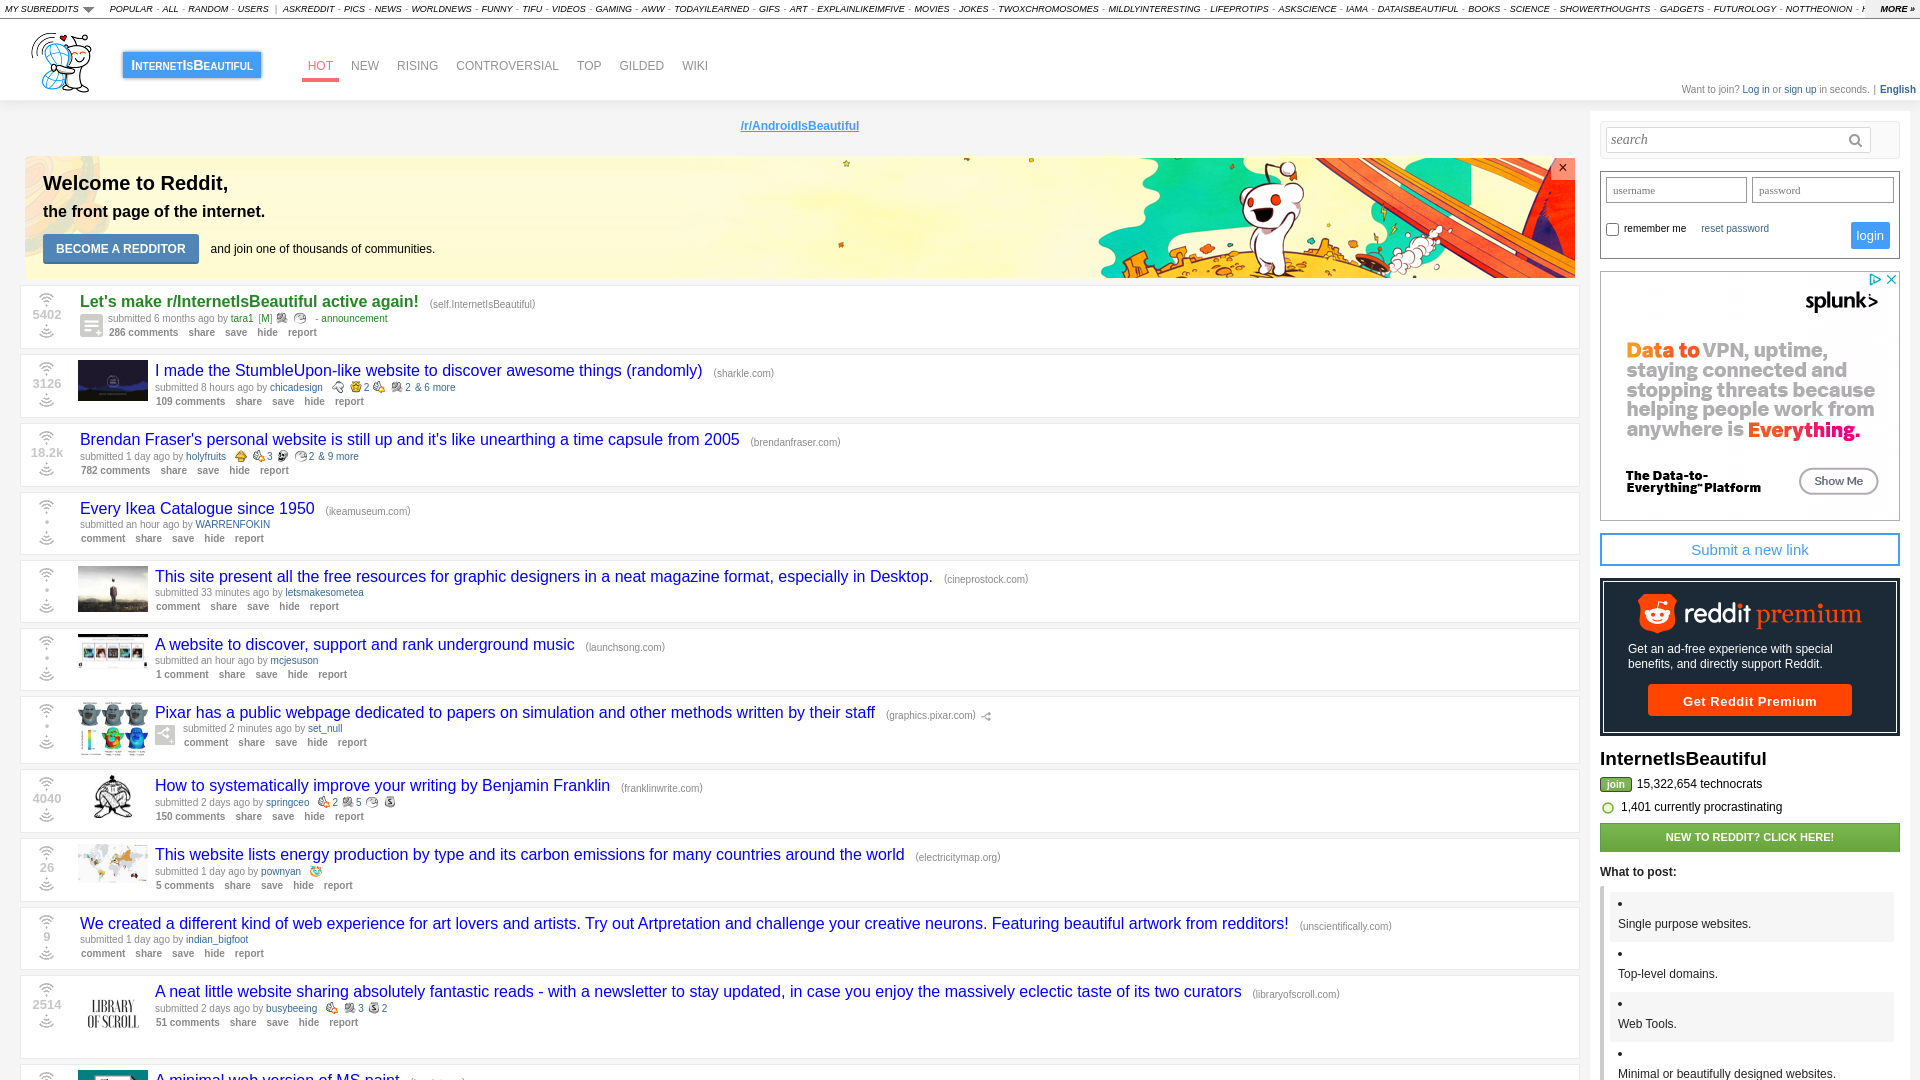 MY SUBREDDITS POPULAR - ALL - RANDOM - USERS | ASKREDDIT - PICS - NEWS - WORLDNEWS - FUNNY - TIFU - VIDEOS - GAMING - AWW - TODAYILEARNED - GIFS - ART - EXPLAINLIKEIMFIVE - MOVIES - JOKES - TWOXCHROMOSOMES - MILDLYINTERESTING - LIFEPROTIPS - ASKSCIENCE - IAMA - DATAISBEAUTIFUL - BOOKS - SCIENCE - SHOWERTHOUGHTS - GADGETS - FUTUROLOGY - NOTTHEONION - MORE »
InternetIsBeautiful HOT NEW RISING CONTROVERSIAL TOP GILDED WIKI
Want to join? Log in or sign up in seconds. | English
/r/AndroidIsBeautiful
Welcome to Reddit,
the front page of the internet.
BECOME A REDDITOR and join one of thousands of communities.
×
5402
Let's make r/InternetIsBeautiful active again! (self.InternetIsBeautiful)
submitted 6 months ago by tara1 [M] - announcement
286 comments share save hide report
3126
I made the StumbleUpon-like website to discover awesome things (randomly) (sharkle.com)
submitted 8 hours ago by chicadesign 2 2 & 6 more
109 comments share save hide report
18.2k
Brendan Fraser's personal website is still up and it's like unearthing a time capsule from 2005 (brendanfraser.com)
submitted 1 day ago by holyfruits 3 2 & 9 more
782 comments share save hide report
•
Every Ikea Catalogue since 1950 (ikeamuseum.com)
submitted an hour ago by WARRENFOKIN
comment share save hide report
•
This site present all the free resources for graphic designers in a neat magazine format, especially in Desktop. (cineprostock.com)
submitted 33 minutes ago by letsmakesometea
comment share save hide report
•
A website to discover, support and rank underground music (launchsong.com)
submitted an hour ago by mcjesuson
1 comment share save hide report
•
Pixar has a public webpage dedicated to papers on simulation and other methods written by their staff (graphics.pixar.com)
submitted 2 minutes ago by set_null
comment share save hide report
4040
How to systematically improve your writing by Benjamin Franklin (franklinwrite.com)
submitted 2 days ago by springceo 2 5
150 comments share save hide report
26
This website lists energy production by type and its carbon emissions for many countries around the world (electricitymap.org)
submitted 1 day ago by pownyan
5 comments share save hide report
9
We created a different kind of web experience for art lovers and artists. Try out Artpretation and challenge your creative neurons. Featuring beautiful artwork from redditors! (unscientifically.com)
submitted 1 day ago by indian_bigfoot
comment share save hide report
2514
LIBRARY
OF SCROLL
A neat little website sharing absolutely fantastic reads - with a newsletter to stay updated, in case you enjoy the massively eclectic taste of its two curators (libraryofscroll.com)
submitted 2 days ago by busybeeing 3 2
51 comments share save hide report
A minimal web version of MS paint
search
username password
remember me reset password login
splunk>
Data to VPN, uptime,
staying connected and
stopping threats because
helping people work from
anywhere is Everything.
The Data-to-
Everything™ Platform
Show Me
Submit a new link
reddit premium
Get an ad-free experience with special
benefits, and directly support Reddit.
Get Reddit Premium
InternetIsBeautiful
join 15,322,654 technocrats
1,401 currently procrastinating
NEW TO REDDIT? CLICK HERE!
What to post:
•
Single purpose websites.
•
Top-level domains.
•
Web Tools.
•
Minimal or beautifully designed websites.